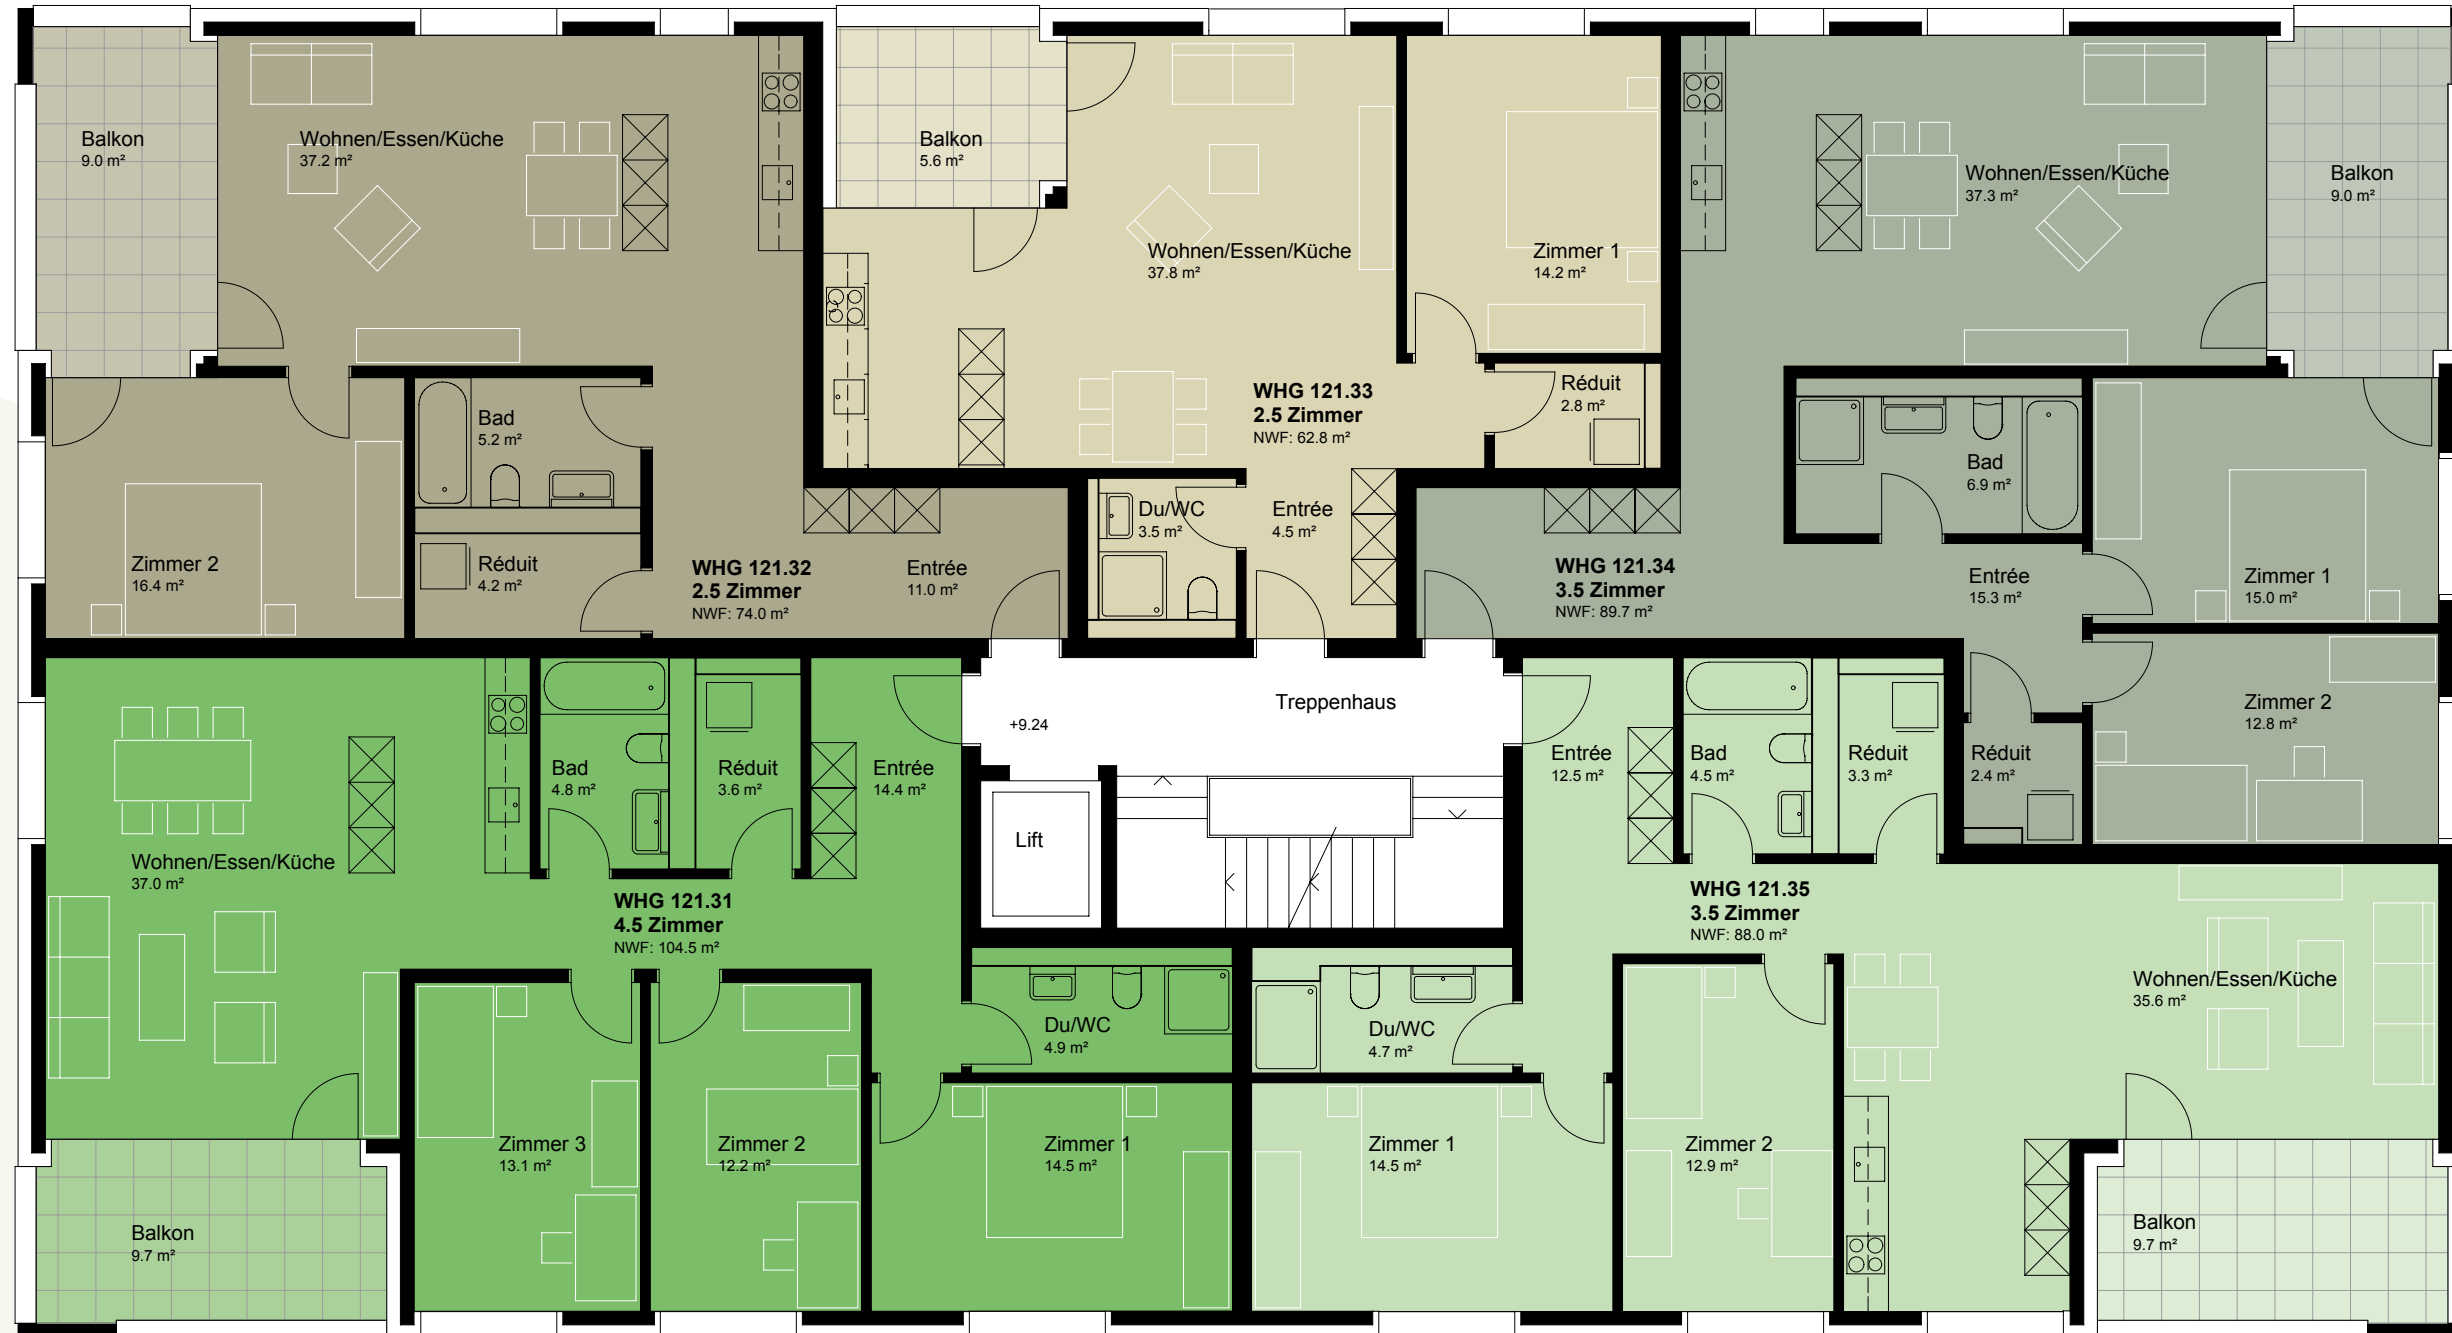 Balkon
9.0 m²
Wohnen/Essen/Küche
37.2 m²
Zimmer 2
16.4 m²
Bad
5.2 m²
Réduit
4.2 m²
WHG 121.32
2.5 Zimmer
NWF: 74.0 m²
Entrée
11.0 m²
Balkon
5.6 m²
Wohnen/Essen/Küche
37.8 m²
Zimmer 1
14.2 m²
WHG 121.33
2.5 Zimmer
NWF: 62.8 m²
Réduit
2.8 m²
Du/WC
3.5 m²
Entrée
4.5 m²
Wohnen/Essen/Küche
37.3 m²
Balkon
9.0 m²
Bad
6.9 m²
WHG 121.34
3.5 Zimmer
NWF: 89.7 m²
Entrée
15.3 m²
Zimmer 1
15.0 m²
Zimmer 2
12.8 m²
Réduit
2.4 m²
Treppenhaus
+9.24
Lift
Wohnen/Essen/Küche
37.0 m²
Bad
4.8 m²
Réduit
3.6 m²
Entrée
14.4 m²
WHG 121.31
4.5 Zimmer
NWF: 104.5 m²
Du/WC
4.9 m²
Zimmer 3
13.1 m²
Zimmer 2
12.2 m²
Zimmer 1
14.5 m²
Balkon
9.7 m²
Entrée
12.5 m²
Bad
4.5 m²
Réduit
3.3 m²
WHG 121.35
3.5 Zimmer
NWF: 88.0 m²
Wohnen/Essen/Küche
35.6 m²
Du/WC
4.7 m²
Zimmer 1
14.5 m²
Zimmer 2
12.9 m²
Balkon
9.7 m²